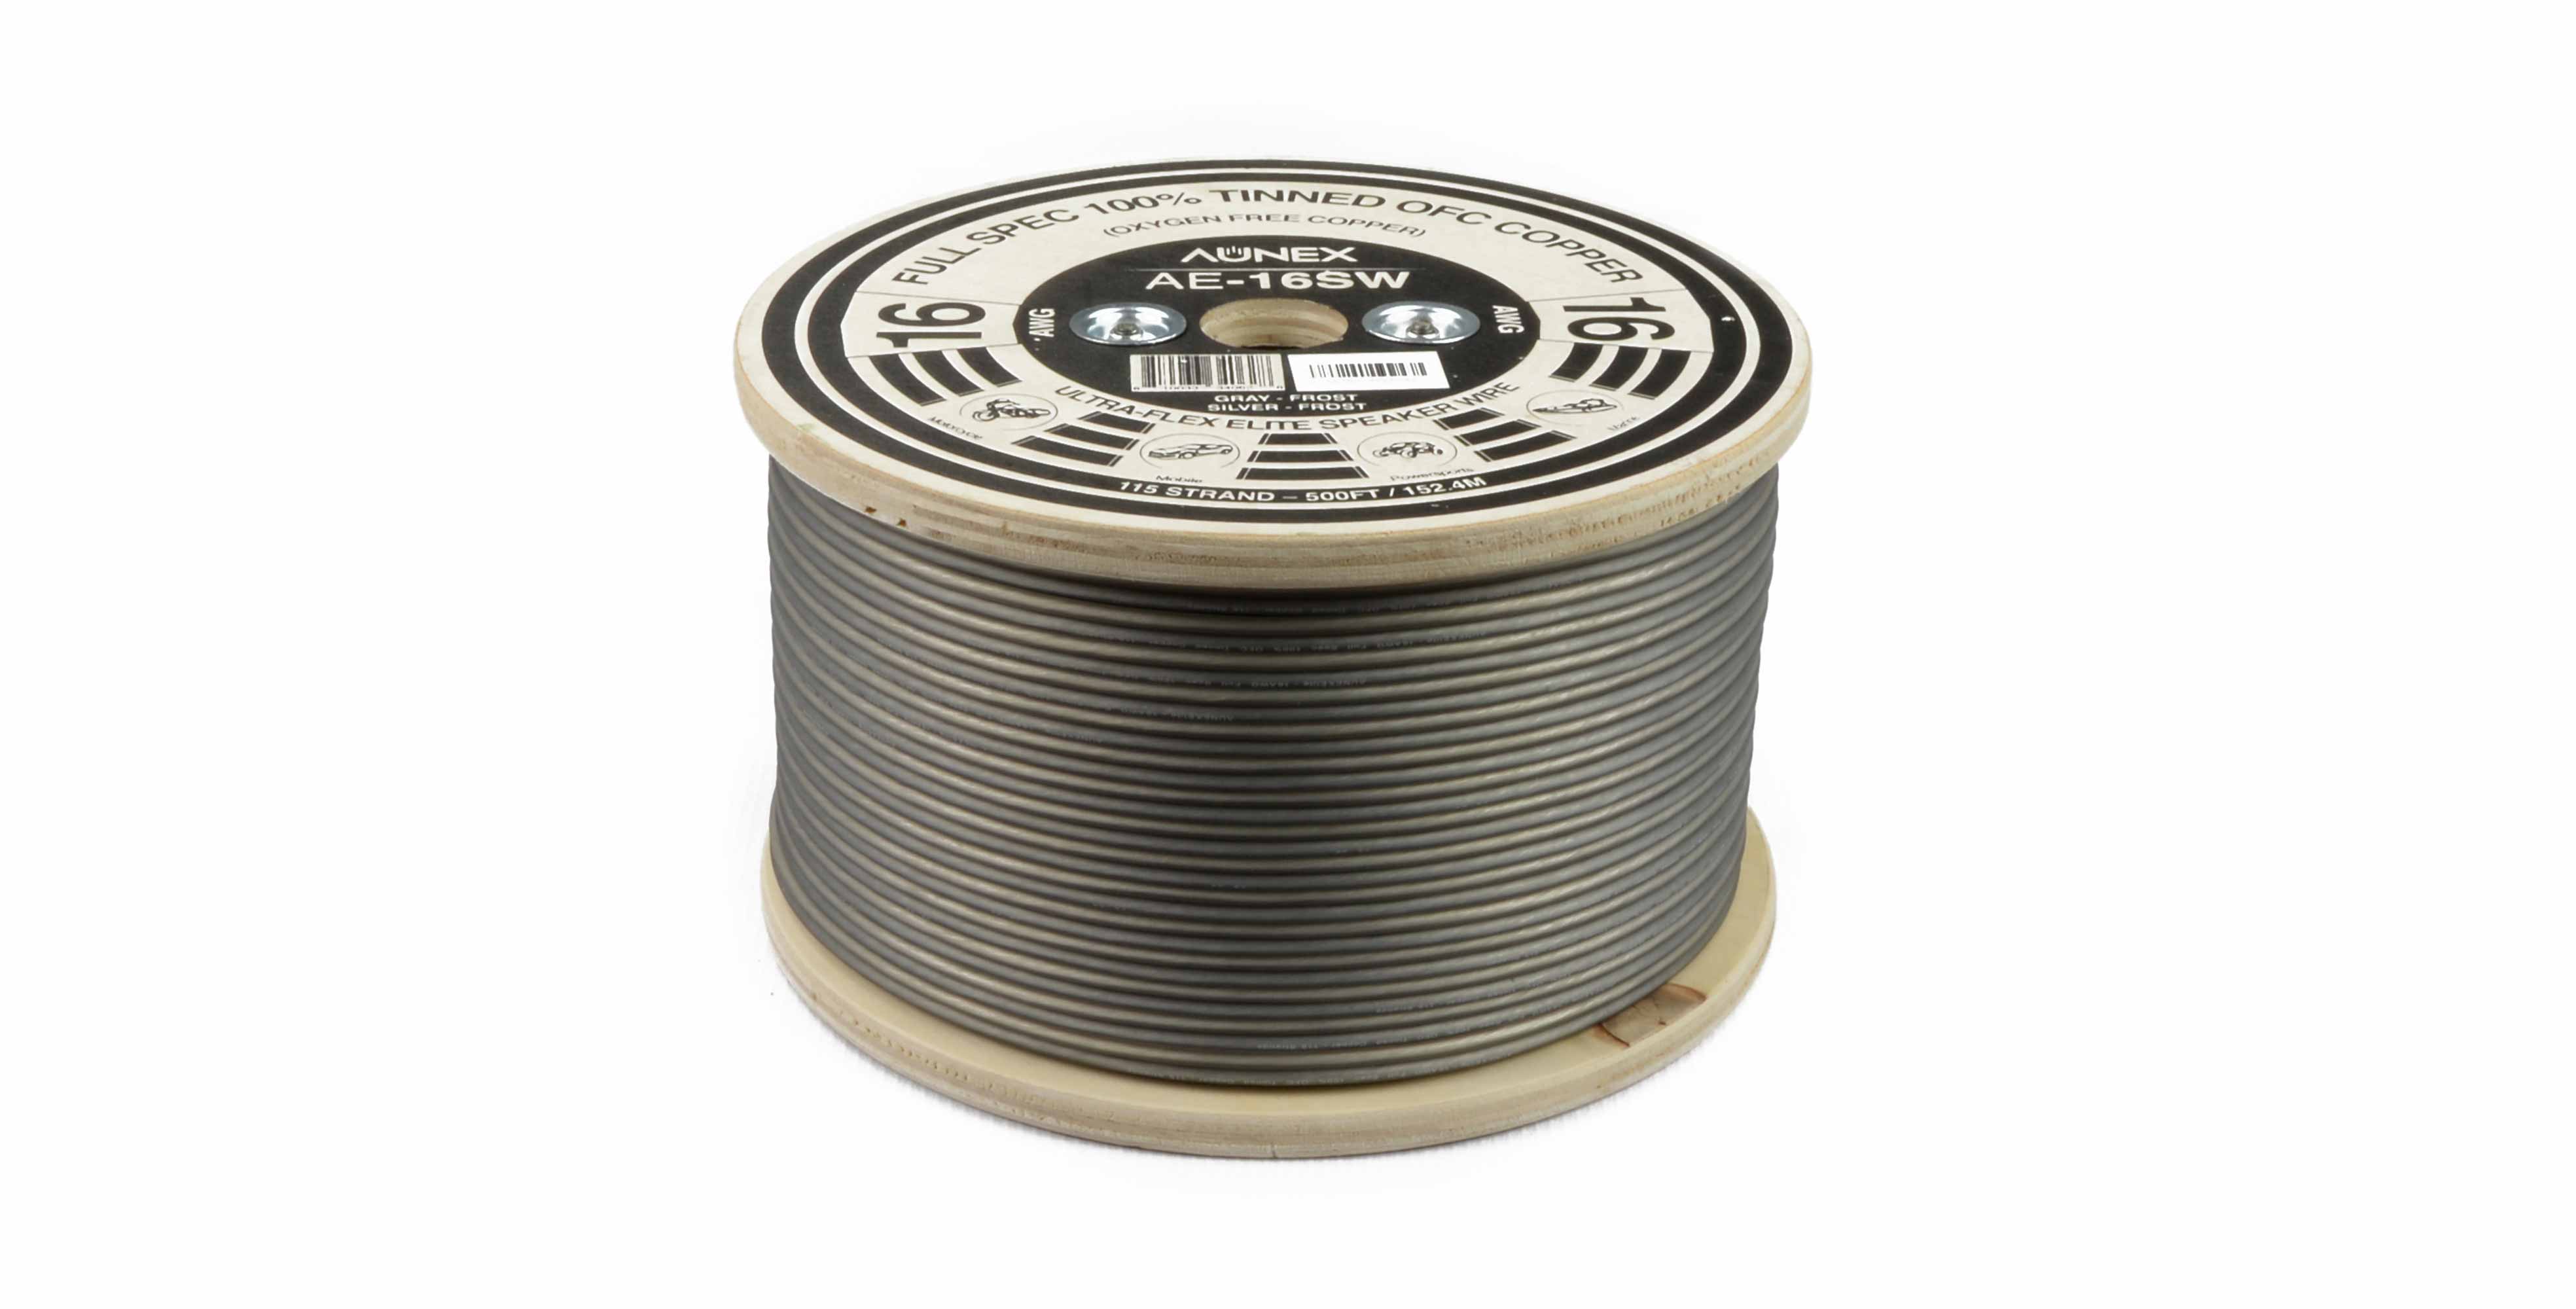 FULL-SPEC 100% TINNED OFC COPPER
(OXYGEN FREE COPPER)
AUNEX
AE-16SW
16
AWG
AWG
16
GRAY - FROST
SILVER - FROST
ULTRA-FLEX ELITE SPEAKER WIRE
Motorcycle
Mobile
Powersports
Marine
115 STRAND – 500FT / 152.4M